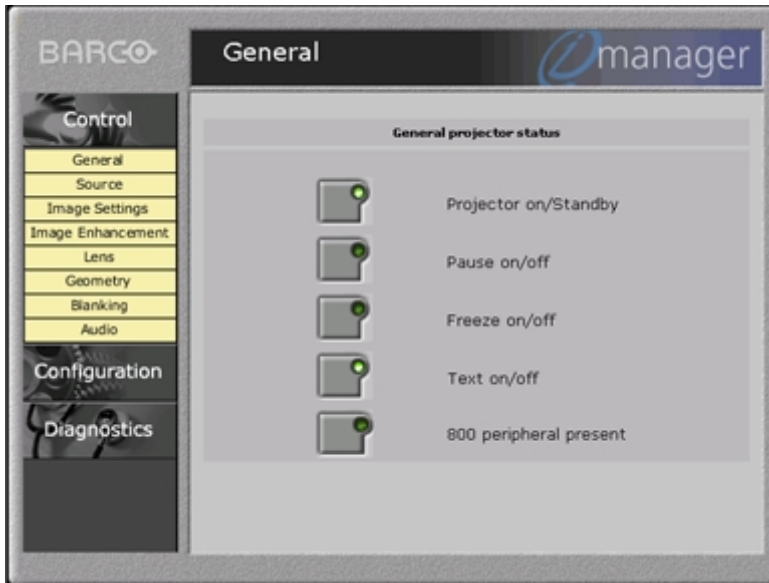 BARCO
General
imanager
Control
General
Source
Image Settings
Image Enhancement
Lens
Geometry
Blanking
Audio
Configuration
Diagnostics
General projector status
Projector on/Standby
Pause on/off
Freeze on/off
Text on/off
800 peripheral present